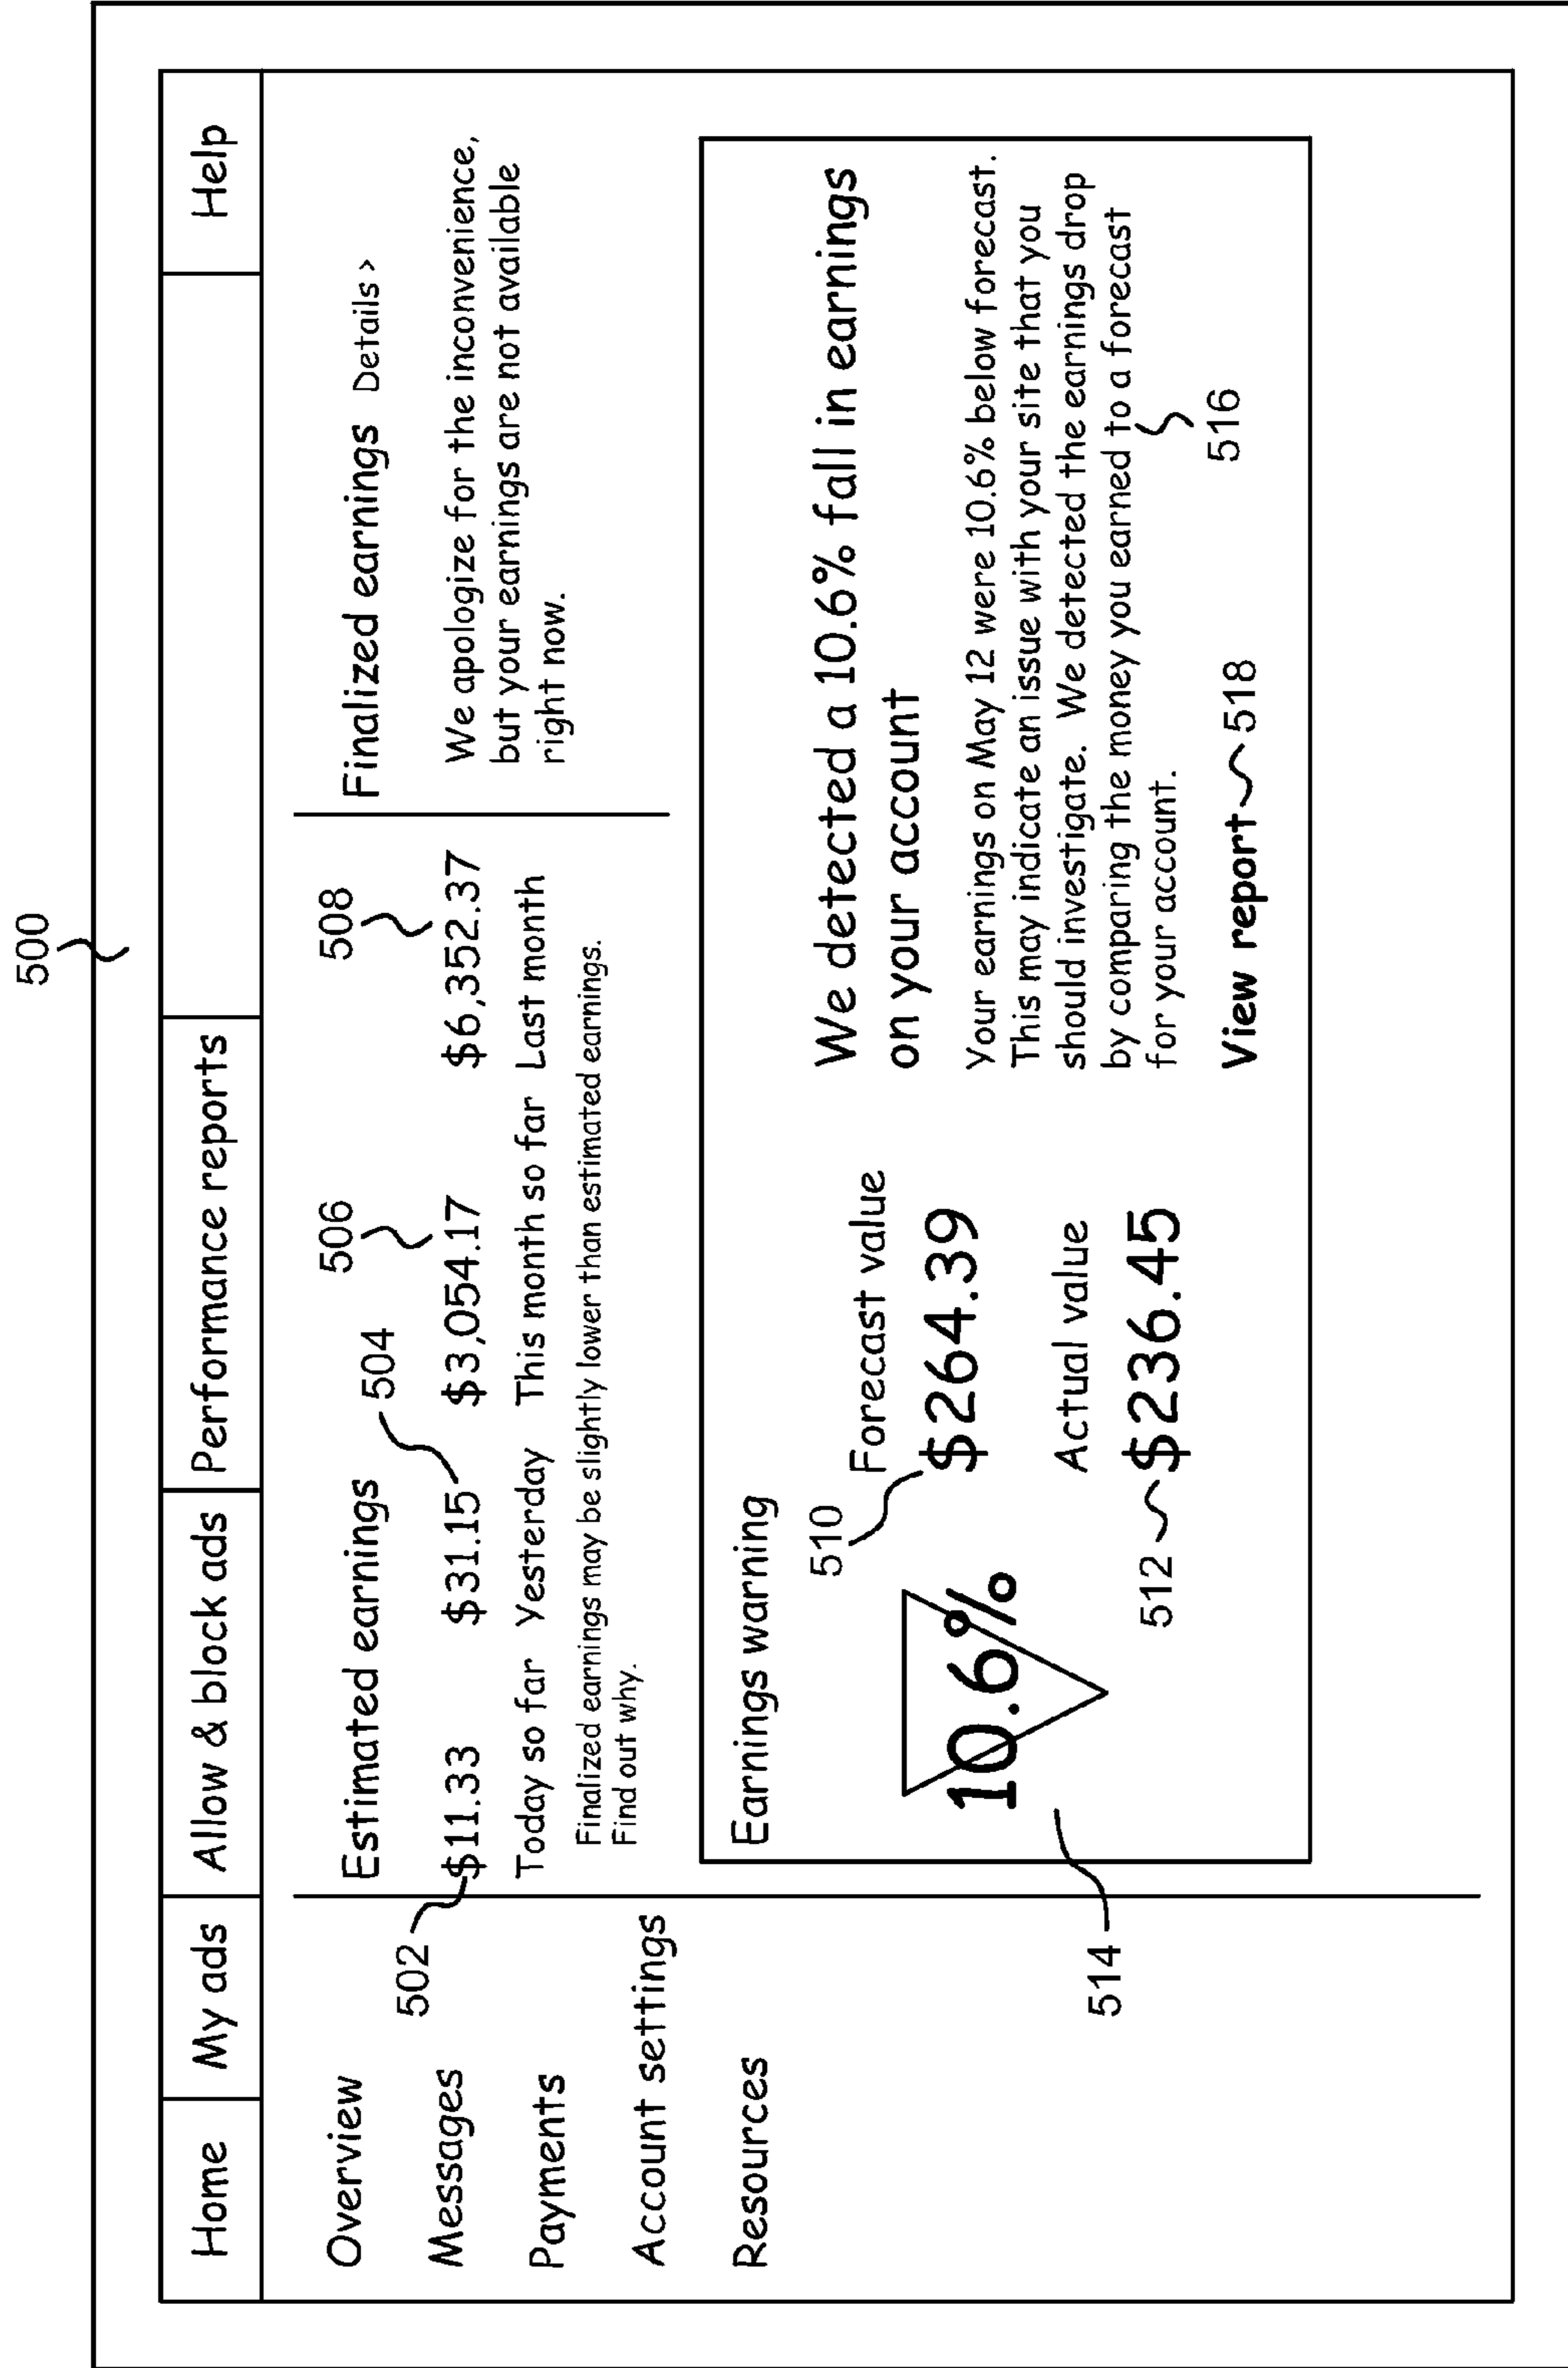 500
Home
My ads
Allow & block ads
Performance reports
Help
Overview
Messages
Payments
Account settings
Resources
Estimated earnings
504
506
508
502
$11.33
$31.15
$3,054.17
$6,352.37
Today so far
Yesterday
This month so far
Last month
Finalized earnings may be slightly lower than estimated earnings.
Find out why.
Finalized earnings Details >
We apologize for the inconvenience,
but your earnings are not available
right now.
Earnings warning
510
10.6%
514
Forecast value
$264.39
Actual value
512
$236.45
We detected a 10.6% fall in earnings
on your account
Your earnings on May 12 were 10.6% below forecast.
This may indicate an issue with your site that you
should investigate. We detected the earnings drop
by comparing the money you earned to a forecast
for your account.
516
View report
518